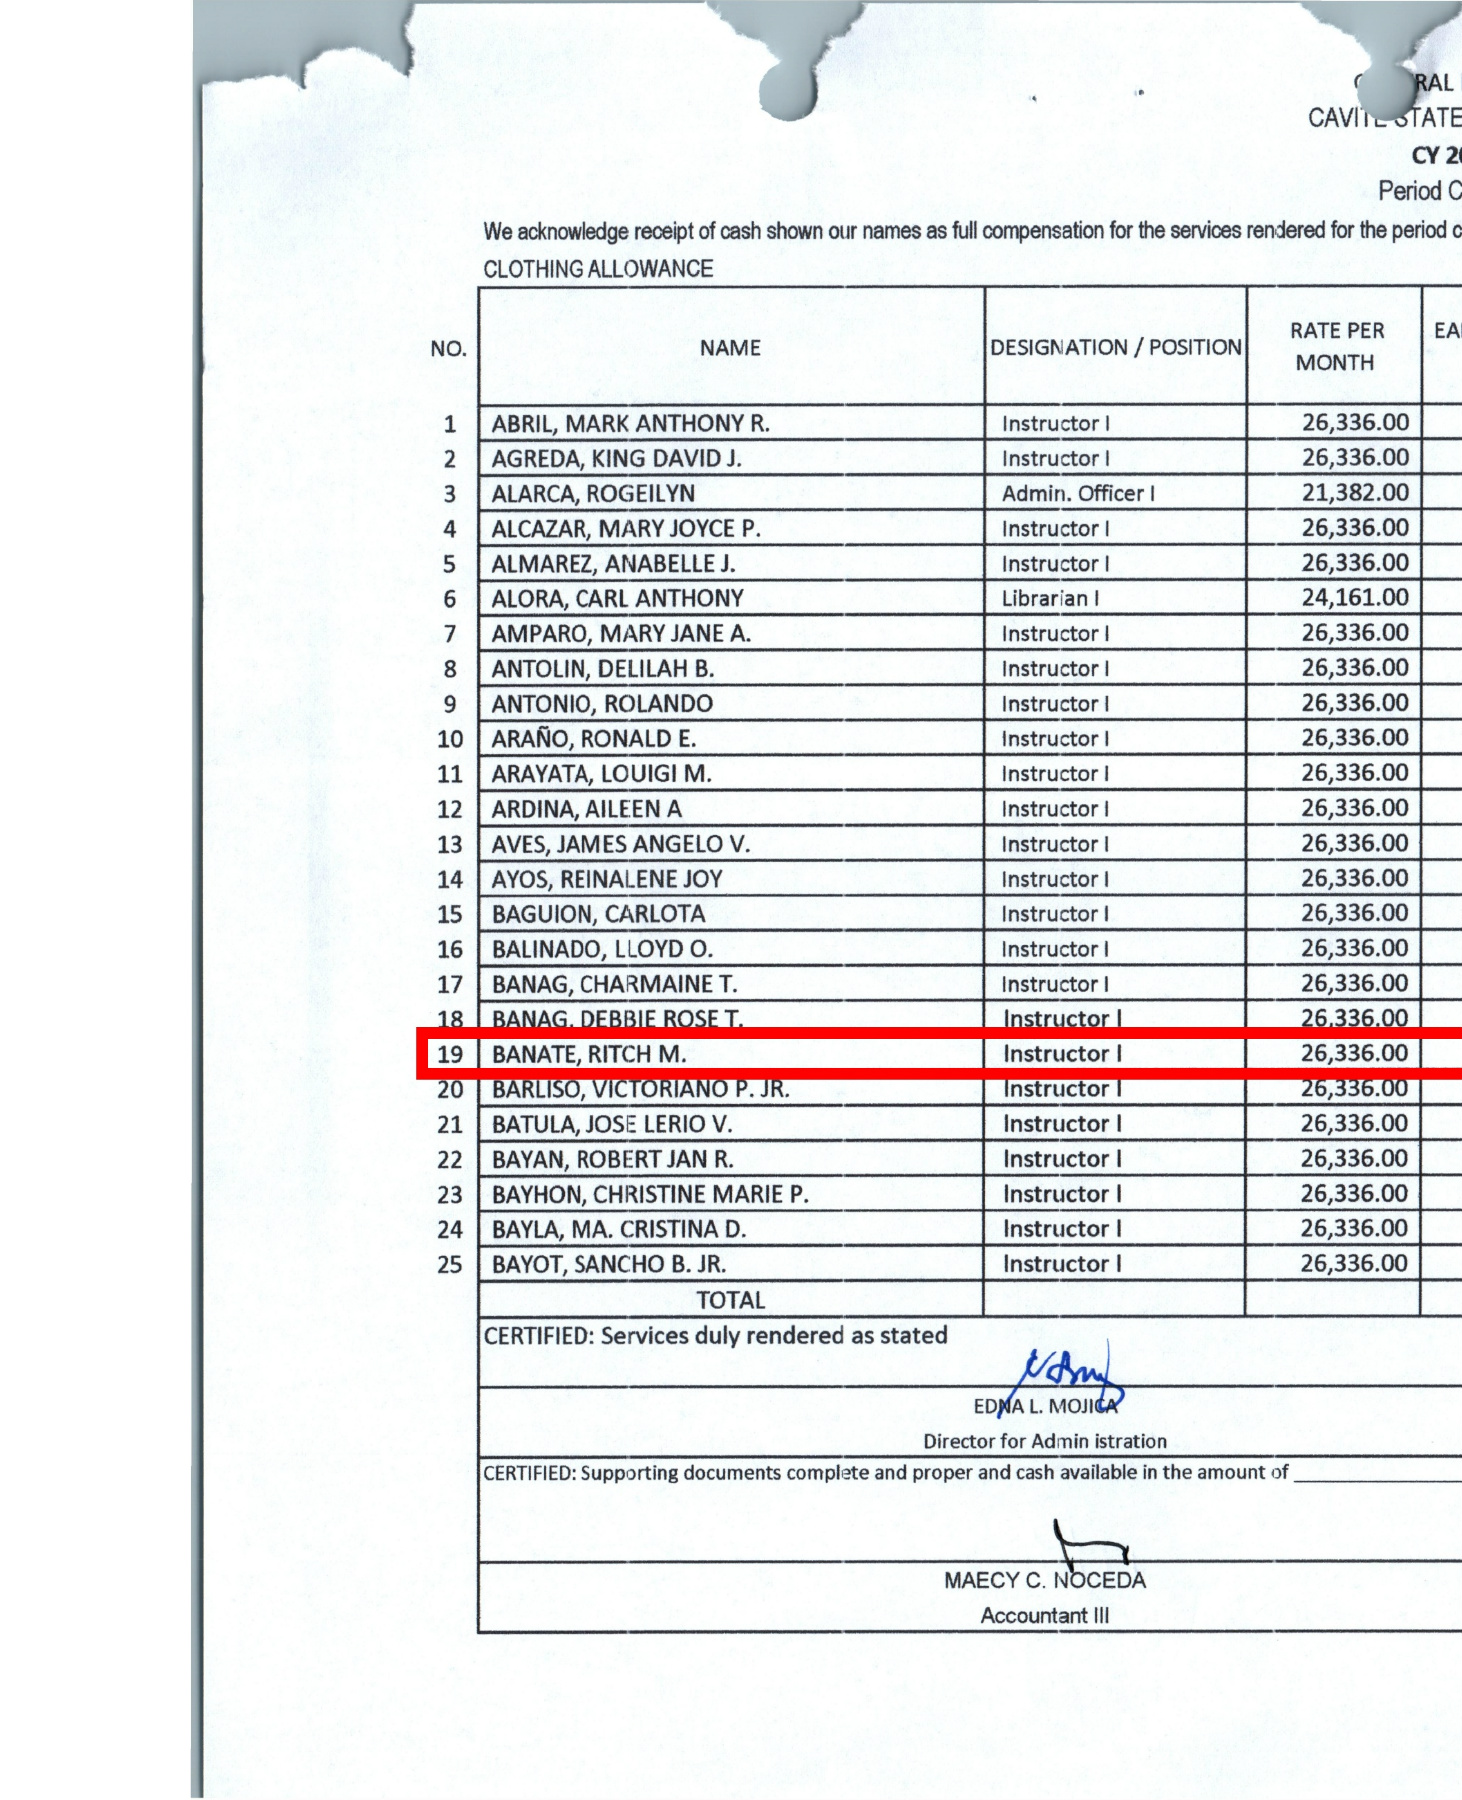 RAL
CAVITE STATE
CY 20
Period C
We acknowledge receipt of cash shown our names as full compensation for the services rendered for the period c
CLOTHING ALLOWANCE
NO. NAME DESIGNATION / POSITION RATE PER MONTH EA
1 ABRIL, MARK ANTHONY R. Instructor I 26,336.00
2 AGREDA, KING DAVID J. Instructor I 26,336.00
3 ALARCA, ROGEILYN Admin. Officer I 21,382.00
4 ALCAZAR, MARY JOYCE P. Instructor I 26,336.00
5 ALMAREZ, ANABELLE J. Instructor I 26,336.00
6 ALORA, CARL ANTHONY Librarian I 24,161.00
7 AMPARO, MARY JANE A. Instructor I 26,336.00
8 ANTOLIN, DELILAH B. Instructor I 26,336.00
9 ANTONIO, ROLANDO Instructor I 26,336.00
10 ARAÑO, RONALD E. Instructor I 26,336.00
11 ARAYATA, LOUIGI M. Instructor I 26,336.00
12 ARDINA, AILEEN A Instructor I 26,336.00
13 AVES, JAMES ANGELO V. Instructor I 26,336.00
14 AYOS, REINALENE JOY Instructor I 26,336.00
15 BAGUION, CARLOTA Instructor I 26,336.00
16 BALINADO, LLOYD O. Instructor I 26,336.00
17 BANAG, CHARMAINE T. Instructor I 26,336.00
18 BANAG, DEBBIE ROSE T. Instructor I 26,336.00
19 BANATE, RITCH M. Instructor I 26,336.00
20 BARLISO, VICTORIANO P. JR. Instructor I 26,336.00
21 BATULA, JOSE LERIO V. Instructor I 26,336.00
22 BAYAN, ROBERT JAN R. Instructor I 26,336.00
23 BAYHON, CHRISTINE MARIE P. Instructor I 26,336.00
24 BAYLA, MA. CRISTINA D. Instructor I 26,336.00
25 BAYOT, SANCHO B. JR. Instructor I 26,336.00
TOTAL
CERTIFIED: Services duly rendered as stated
EDNA L. MOJICA
Director for Admin istration
CERTIFIED: Supporting documents complete and proper and cash available in the amount of
MAECY C. NOCEDA
Accountant III